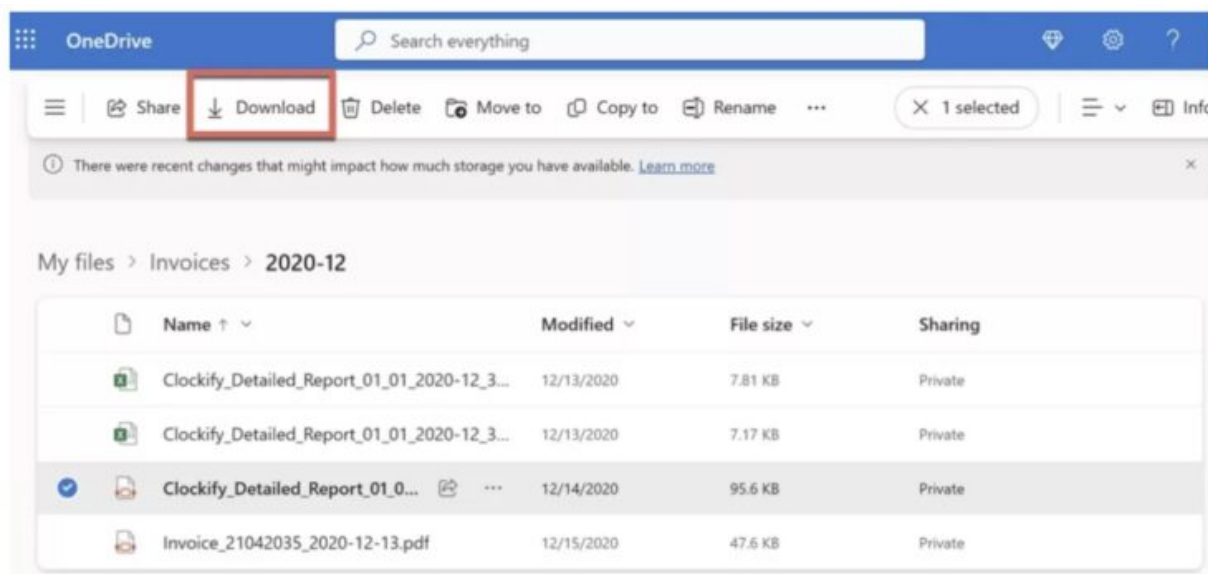 OneDrive Search everything ?
Share Download Delete Move to Copy to Rename ... 1 selected Info
There were recent changes that might impact how much storage you have available. Learn more
My files > Invoices > 2020-12
Name Modified File size Sharing
Clockify_Detailed_Report_01_01_2020-12_3... 12/13/2020 7.81 KB Private
Clockify_Detailed_Report_01_01_2020-12_3... 12/13/2020 7.17 KB Private
Clockify_Detailed_Report_01_0... ... 12/14/2020 95.6 KB Private
Invoice_21042035_2020-12-13.pdf 12/15/2020 47.6 KB Private